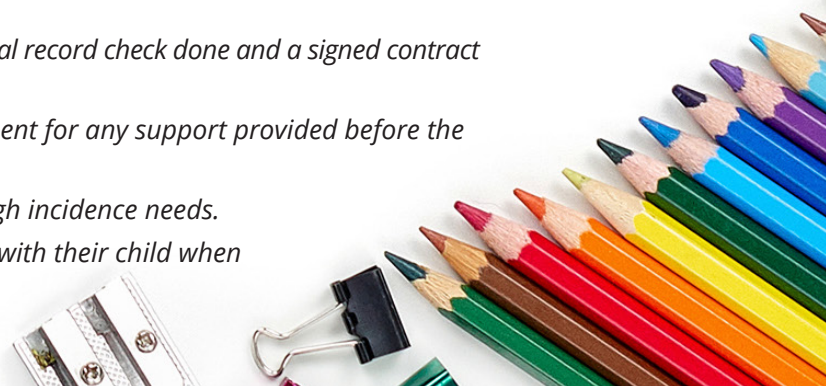 al record check done and a signed contract
ent for any support provided before the
gh incidence needs.
with their child when